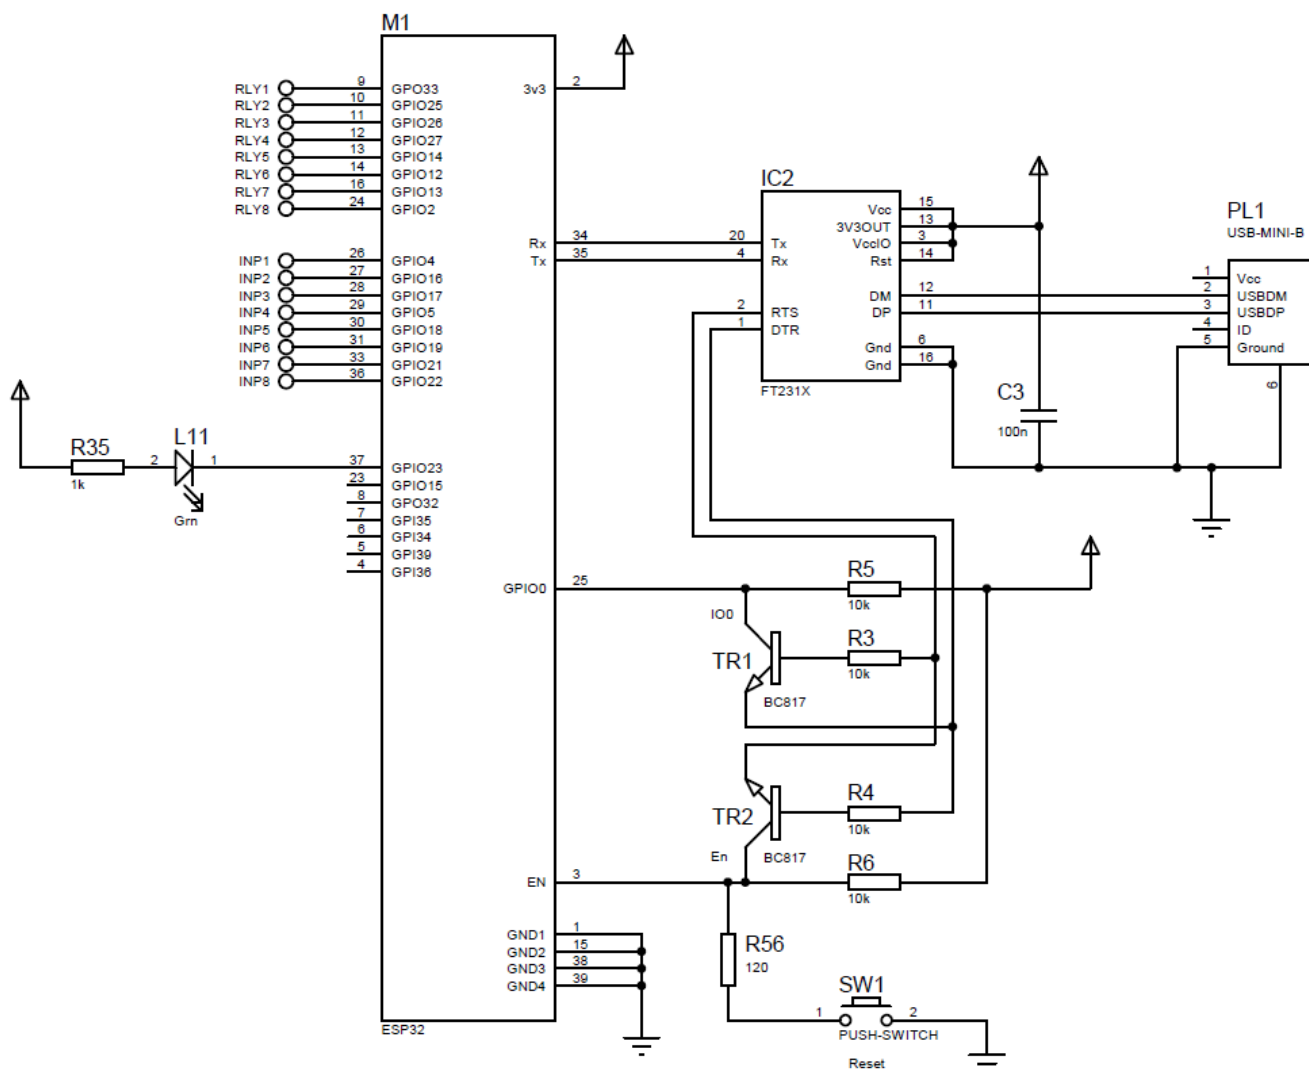 M1
RLY1 9 GPO33
RLY2 10 GPIO25
RLY3 11 GPIO26
RLY4 12 GPIO27
RLY5 13 GPIO14
RLY6 14 GPIO12
RLY7 16 GPIO13
RLY8 24 GPIO2
INP1 26 GPIO4
INP2 27 GPIO16
INP3 28 GPIO17
INP4 29 GPIO5
INP5 30 GPIO18
INP6 31 GPIO19
INP7 33 GPIO21
INP8 36 GPIO22
R35
1k
L11
2 1
Grn
37 GPIO23
23 GPIO15
8 GPO32
7 GPI35
6 GPI34
5 GPI39
4 GPI36
3v3 2
Rx 34
Tx 35
GPIO0 25
EN 3
GND1 1
GND2 15
GND3 38
GND4 39
ESP32
IC2
20 Tx
4 Rx
2 RTS
1 DTR
Vcc 15
3V3OUT 13
VccIO 3
Rst 14
DM 12
DP 11
Gnd 6
Gnd 16
FT231X
C3
100n
PL1
USB-MINI-B
1 Vcc
2 USBDM
3 USBDP
4 ID
5 Ground
6
R5
10k
IO0
R3
10k
TR1
BC817
R4
10k
TR2
BC817
En
R6
10k
R56
120
SW1
1 2
PUSH-SWITCH
Reset